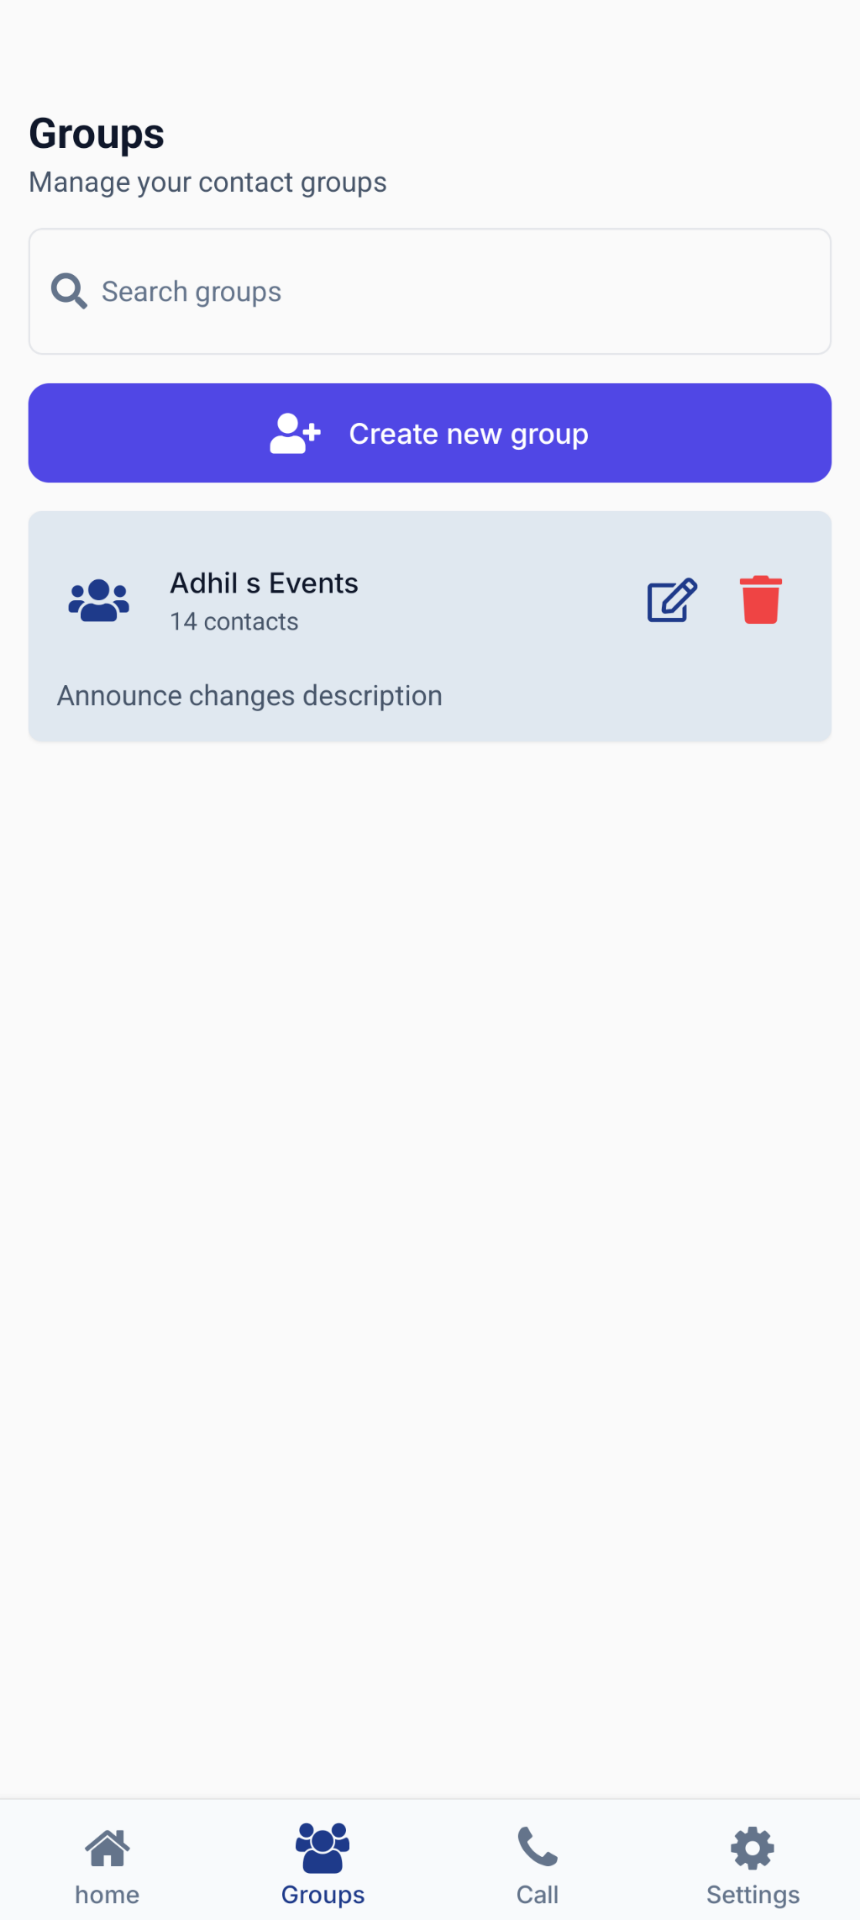 Groups
Manage your contact groups
Search groups
Create new group
Adhil s Events
14 contacts
Announce changes description
home
Groups
Call
Settings